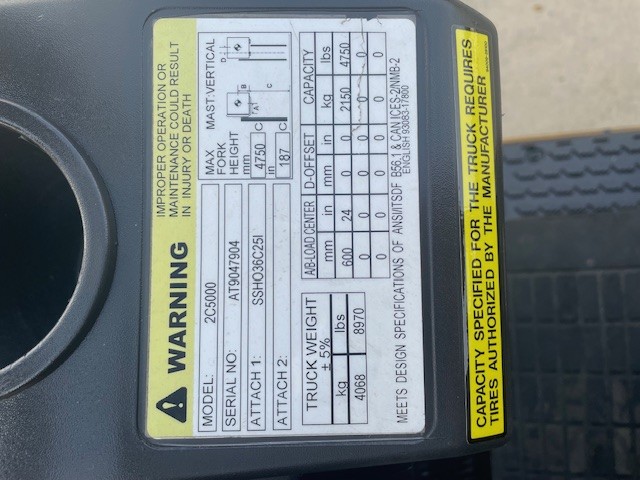 WARNING
IMPROPER OPERATION OR
MAINTENANCE COULD RESULT
IN INJURY OR DEATH
MODEL: 2C5000
SERIAL NO: AT9047904
ATTACH 1: SSHO36C25I
ATTACH 2:
MAX
FORK
HEIGHT
mm
4750 C
in
187 C
MAST-VERTICAL
D
B C
A
TRUCK WEIGHT
± 5%
kg lbs
4068 8970
A/B-LOAD CENTER D-OFFSET CAPACITY
mm in mm in kg lbs
600 24 0 0 2150 4750
0 0 0 0 0 0
0 0 0 0 0 0
MEETS DESIGN SPECIFICATIONS OF ANSI/ITSDF B56.1 & CAN ICES-2/NMB-2
ENGLISH 93083-17800
CAPACITY SPECIFIED FOR THE TRUCK REQUIRES
TIRES AUTHORIZED BY THE MANUFACTURER